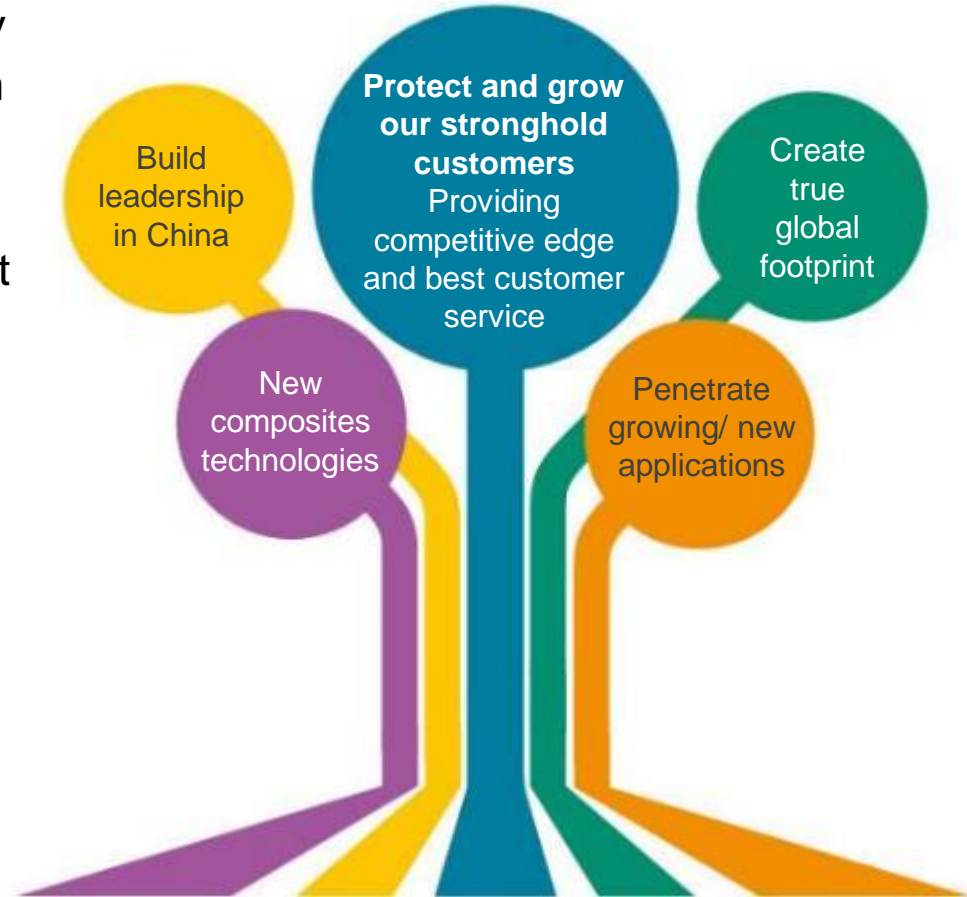 Build
leadership
in China
Protect and grow
our stronghold
customers
Providing
competitive edge
and best customer
service
Create
true
global
footprint
New
composites
technologies
Penetrate
growing/ new
applications